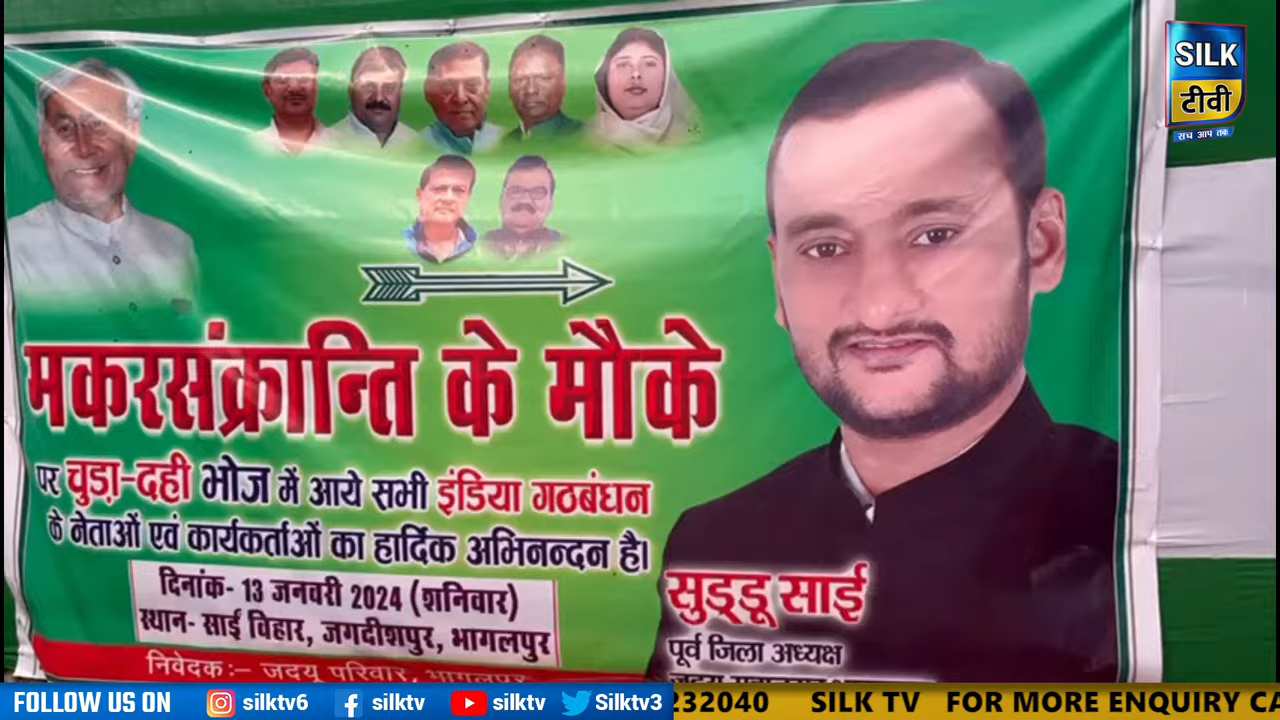 SILK
टीवी
सच आप तक
मकरसंक्रान्ति के मौके
पर चुडा़-दही भोज में आये सभी इंडिया गठबंधन
के नेताओं एवं कार्यकर्ताओं का हार्दिक अभिनन्दन है।
दिनांक- 13 जनवरी 2024 (शनिवार)
स्थान- साईं विहार, जगदीशपुर, भागलपुर
निवेदक:- जदयू परिवार, भागलपुर
सुड्डू साई
पूर्व जिला अध्यक्ष
FOLLOW US ON silktv6 silktv silktv Silktv3
232040 SILK TV FOR MORE ENQUIRY CA